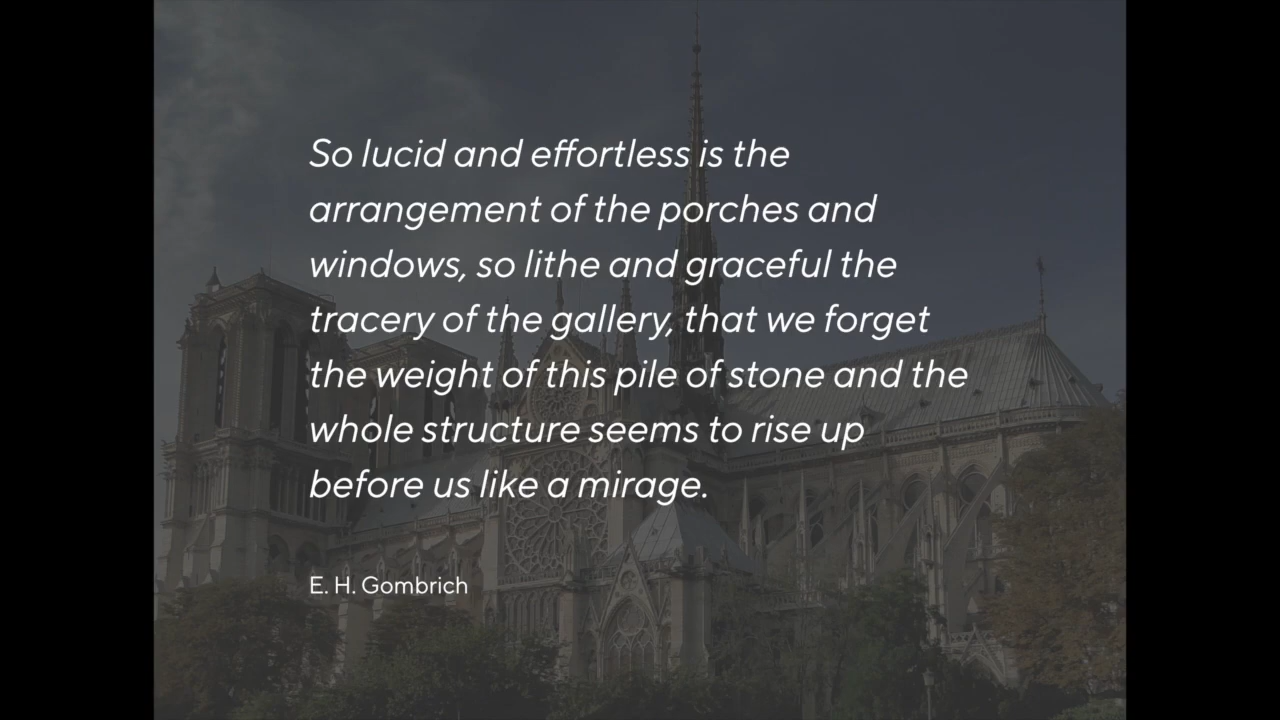 So lucid and effortless is the
arrangement of the porches and
windows, so lithe and graceful the
tracery of the gallery, that we forget
the weight of this pile of stone and the
whole structure seems to rise up
before us like a mirage.
E. H. Gombrich